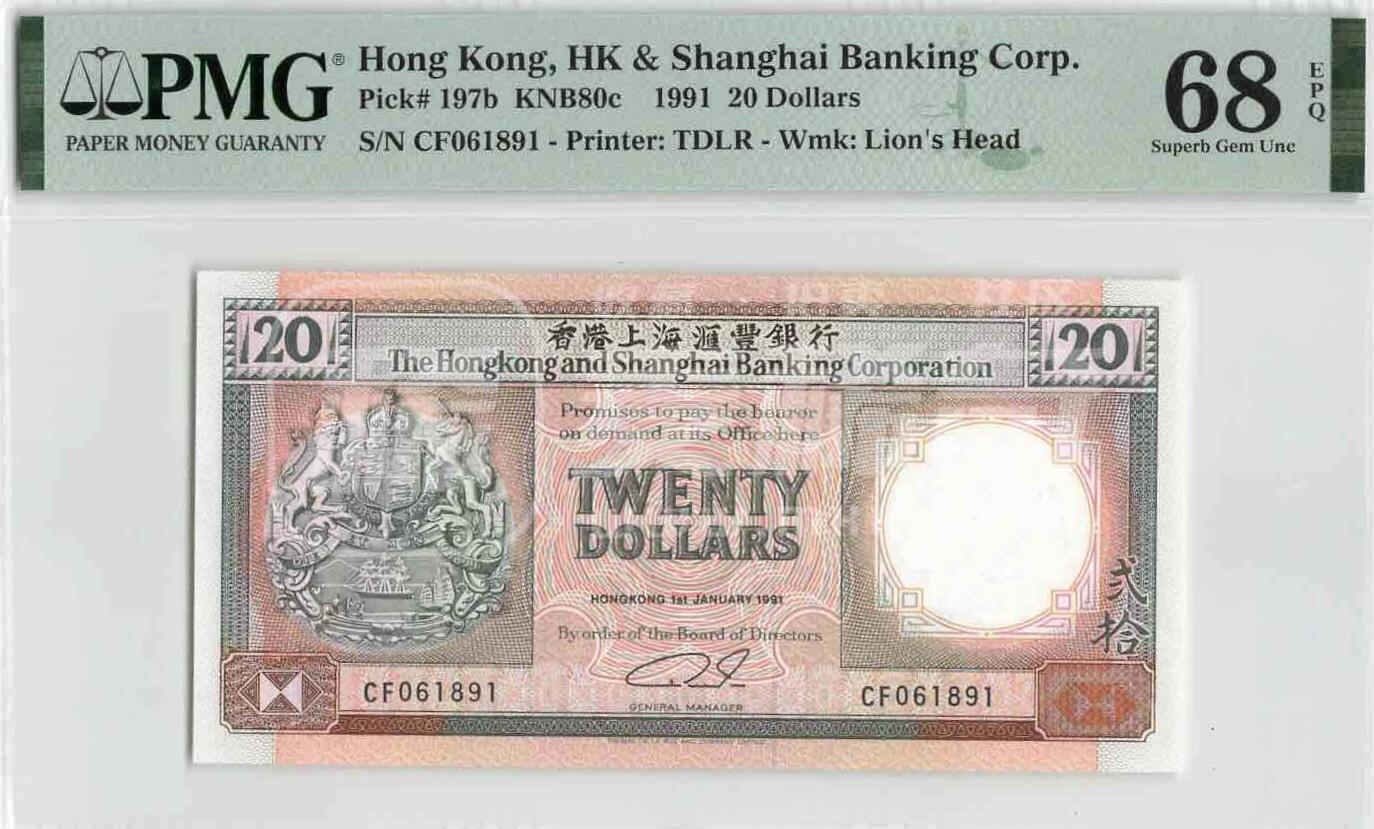 PMG®
PAPER MONEY GUARANTY
Hong Kong, HK & Shanghai Banking Corp.
Pick# 197b KNB80c 1991 20 Dollars
S/N CF061891 - Printer: TDLR - Wmk: Lion's Head
68
EPQ
Superb Gem Unc
20
香港上海滙豐銀行
20
The Hongkong and Shanghai Banking Corporation
Promises to pay the bearer
on demand at its Office here
TWENTY
DOLLARS
HONGKONG 1st JANUARY 1991
By order of the Board of Directors
貳拾
CF061891
GENERAL MANAGER
CF061891